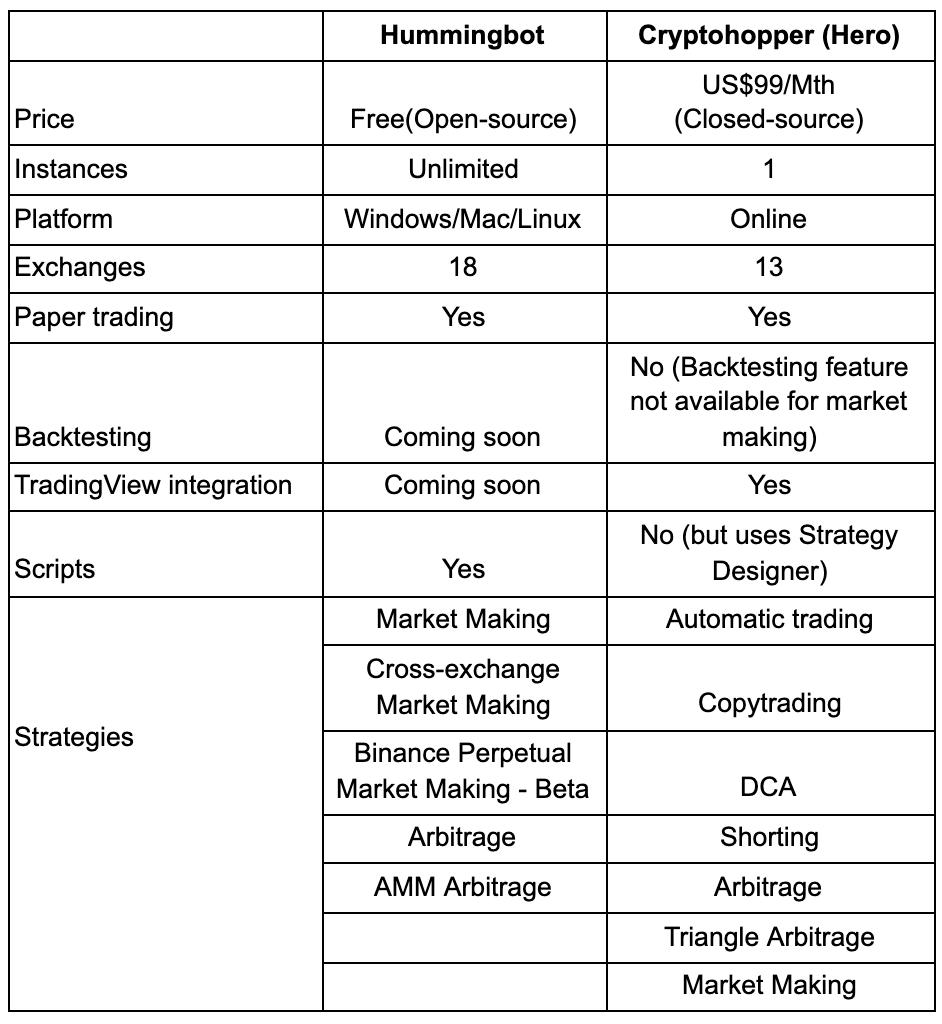 Hummingbot
Cryptohopper (Hero)
Price
Free(Open-source)
US$99/Mth
(Closed-source)
Instances
Unlimited
1
Platform
Windows/Mac/Linux
Online
Exchanges
18
13
Paper trading
Yes
Yes
Backtesting
Coming soon
No (Backtesting feature
not available for market
making)
TradingView integration
Coming soon
Yes
Scripts
Yes
No (but uses Strategy
Designer)
Strategies
Market Making
Automatic trading
Cross-exchange
Market Making
Copytrading
Binance Perpetual
Market Making - Beta
DCA
Arbitrage
Shorting
AMM Arbitrage
Arbitrage
Triangle Arbitrage
Market Making